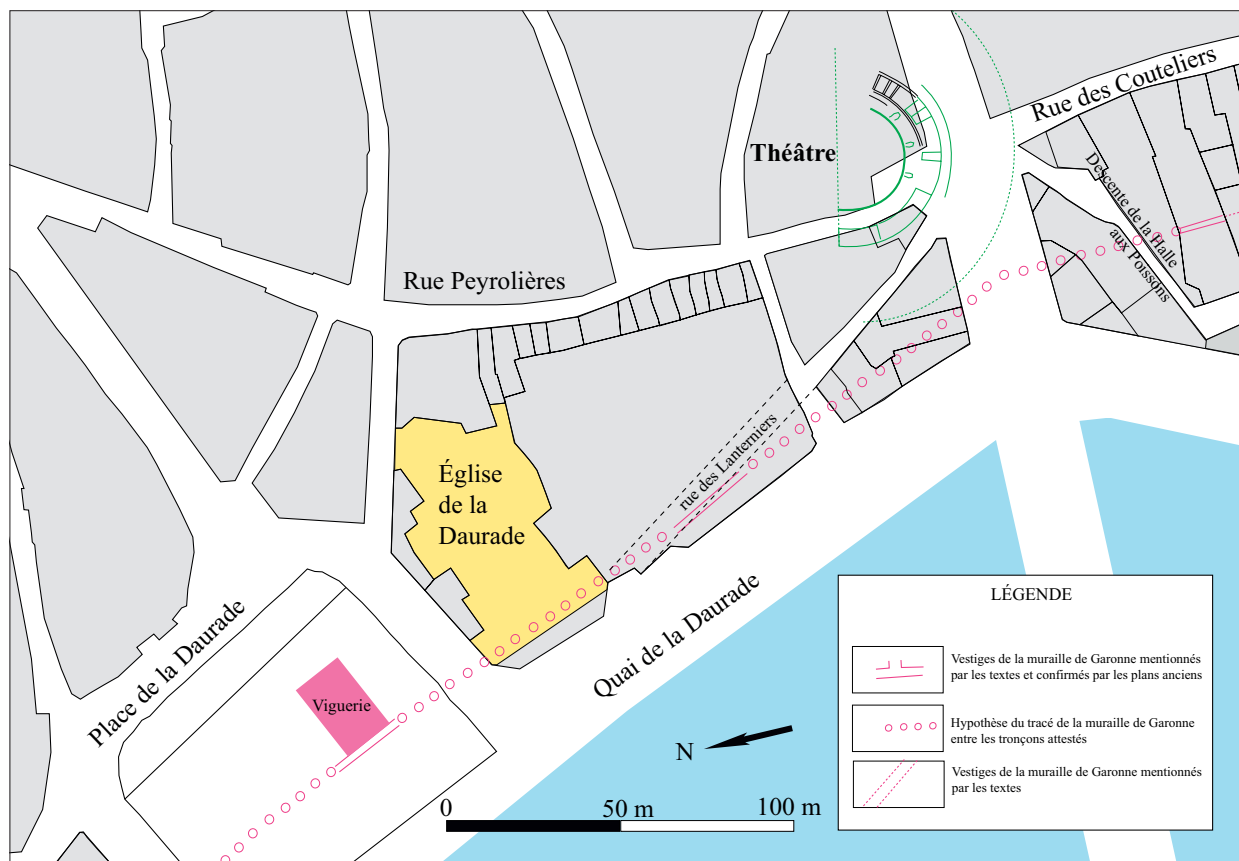 Rue des Couteliers
Théâtre
Descente de la Halle
aux Poissons
Rue Peyrolières
rue des Lanterniers
Église
de la
Daurade
Place de la Daurade
Viguerie
Quai de la Daurade
N
0 50 m 100 m
LÉGENDE
Vestiges de la muraille de Garonne mentionnés
par les textes et confirmés par les plans anciens
Hypothèse du tracé de la muraille de Garonne
entre les tronçons attestés
Vestiges de la muraille de Garonne mentionnés
par les textes